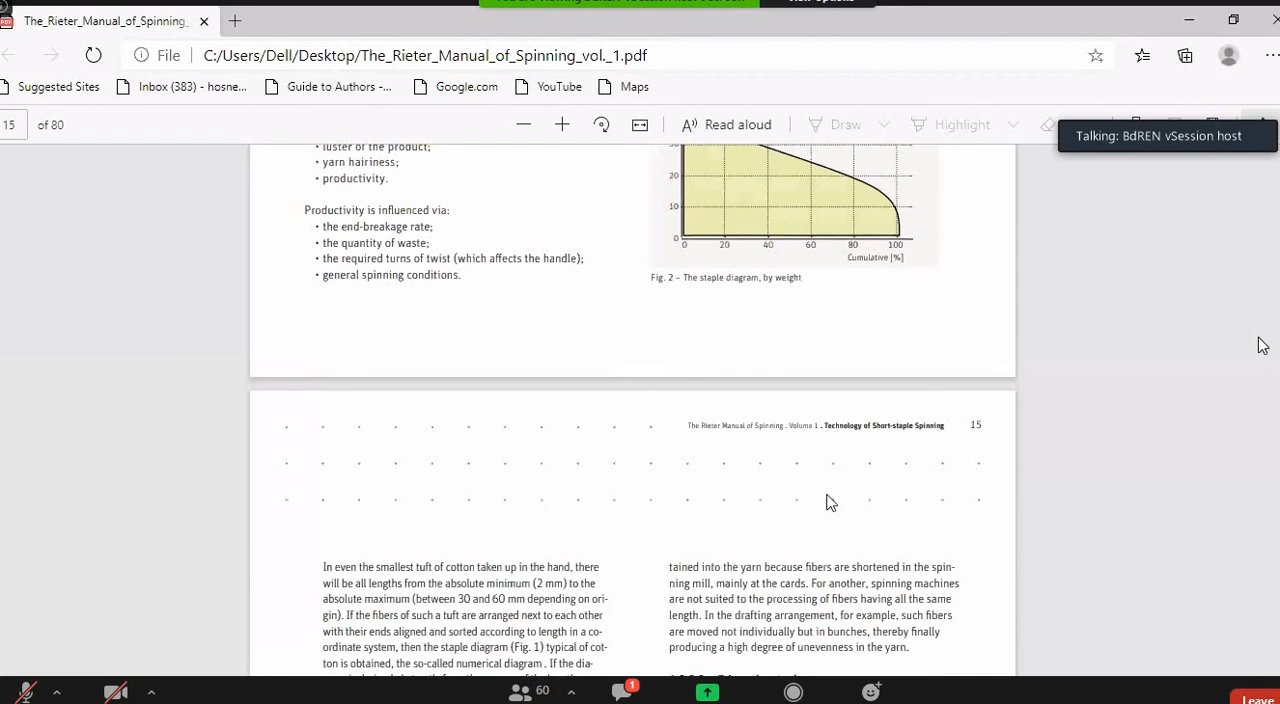 The_Rieter_Manual_of_Spinning_
File C:/Users/Dell/Desktop/The_Rieter_Manual_of_Spinning_vol._1.pdf
Suggested Sites Inbox (383) - hosne... Guide to Authors -... Google.com YouTube Maps
15 of 80 Read aloud Draw Highlight
Talking: BdREN vSession host
• luster of the product;
• yarn hairiness;
• productivity.
Productivity is influenced via:
• the end-breakage rate;
• the quantity of waste;
• the required turns of twist (which affects the handle);
• general spinning conditions.
20
10
0
0 20 40 60 80 100
Cumulative [%]
Fig. 2 – The staple diagram, by weight
The Rieter Manual of Spinning . Volume 1 . Technology of Short-staple Spinning 15
In even the smallest tuft of cotton taken up in the hand, there
will be all lengths from the absolute minimum (2 mm) to the
absolute maximum (between 30 and 60 mm depending on ori-
gin). If the fibers of such a tuft are arranged next to each other
with their ends aligned and sorted according to length in a co-
ordinate system, then the staple diagram (Fig. 1) typical of cot-
ton is obtained, the so-called numerical diagram . If the dia-
tained into the yarn because fibers are shortened in the spin-
ning mill, mainly at the cards. For another, spinning machines
are not suited to the processing of fibers having all the same
length. In the drafting arrangement, for example, such fibers
are moved not individually but in bunches, thereby finally
producing a high degree of unevenness in the yarn.
60
1
Leave